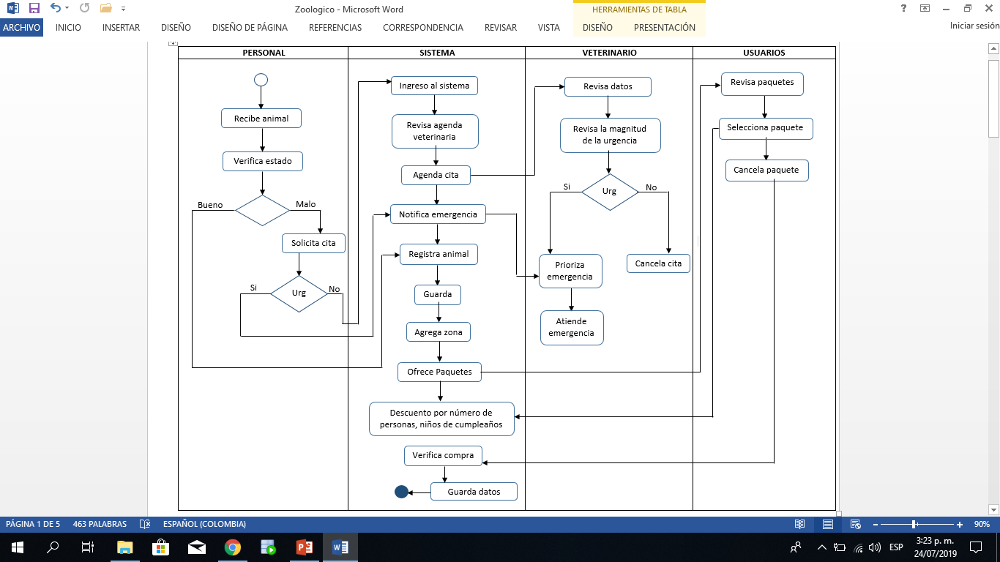 Zoologico - Microsoft Word
HERRAMIENTAS DE TABLA
?
ARCHIVO
INICIO
INSERTAR
DISEÑO
DISEÑO DE PÁGINA
REFERENCIAS
CORRESPONDENCIA
REVISAR
VISTA
DISEÑO
PRESENTACIÓN
Iniciar sesión
PERSONAL
SISTEMA
VETERINARIO
USUARIOS
Recibe animal
Verifica estado
Bueno
Malo
Solicita cita
Si
Urg
No
Ingreso al sistema
Revisa agenda
veterinaria
Agenda cita
Notifica emergencia
Registra animal
Guarda
Agrega zona
Ofrece Paquetes
Descuento por número de
personas, niños de cumpleaños
Verifica compra
Guarda datos
Revisa datos
Revisa la magnitud
de la urgencia
Si
Urg
No
Prioriza
emergencia
Cancela cita
Atiende
emergencia
Revisa paquetes
Selecciona paquete
Cancela paquete
PÁGINA 1 DE 5
463 PALABRAS
ESPAÑOL (COLOMBIA)
90%
ESP
3:23 p. m.
24/07/2019